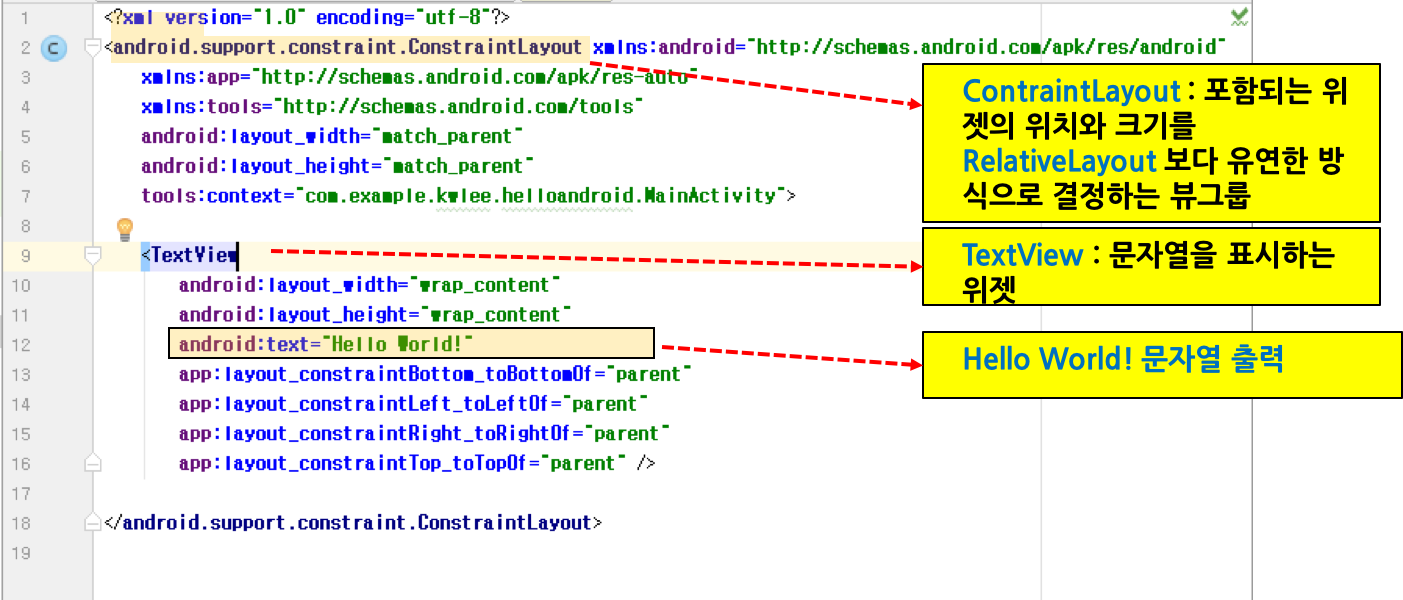 1 <?xml version="1.0" encoding="utf-8"?>
2 C <android.support.constraint.ConstraintLayout xmlns:android="http://schemas.android.com/apk/res/android"
3 xmlns:app="http://schemas.android.com/apk/res-auto"
4 xmlns:tools="http://schemas.android.com/tools"
5 android:layout_width="match_parent"
6 android:layout_height="match_parent"
7 tools:context="com.example.kwlee.helloandroid.MainActivity">
8
9 <TextView
10 android:layout_width="wrap_content"
11 android:layout_height="wrap_content"
12 android:text="Hello World!"
13 app:layout_constraintBottom_toBottomOf="parent"
14 app:layout_constraintLeft_toLeftOf="parent"
15 app:layout_constraintRight_toRightOf="parent"
16 app:layout_constraintTop_toTopOf="parent" />
17
18 </android.support.constraint.ConstraintLayout>
19
ContraintLayout : 포함되는 위
젯의 위치와 크기를
RelativeLayout 보다 유연한 방
식으로 결정하는 뷰그룹
TextView : 문자열을 표시하는
위젯
Hello World! 문자열 출력